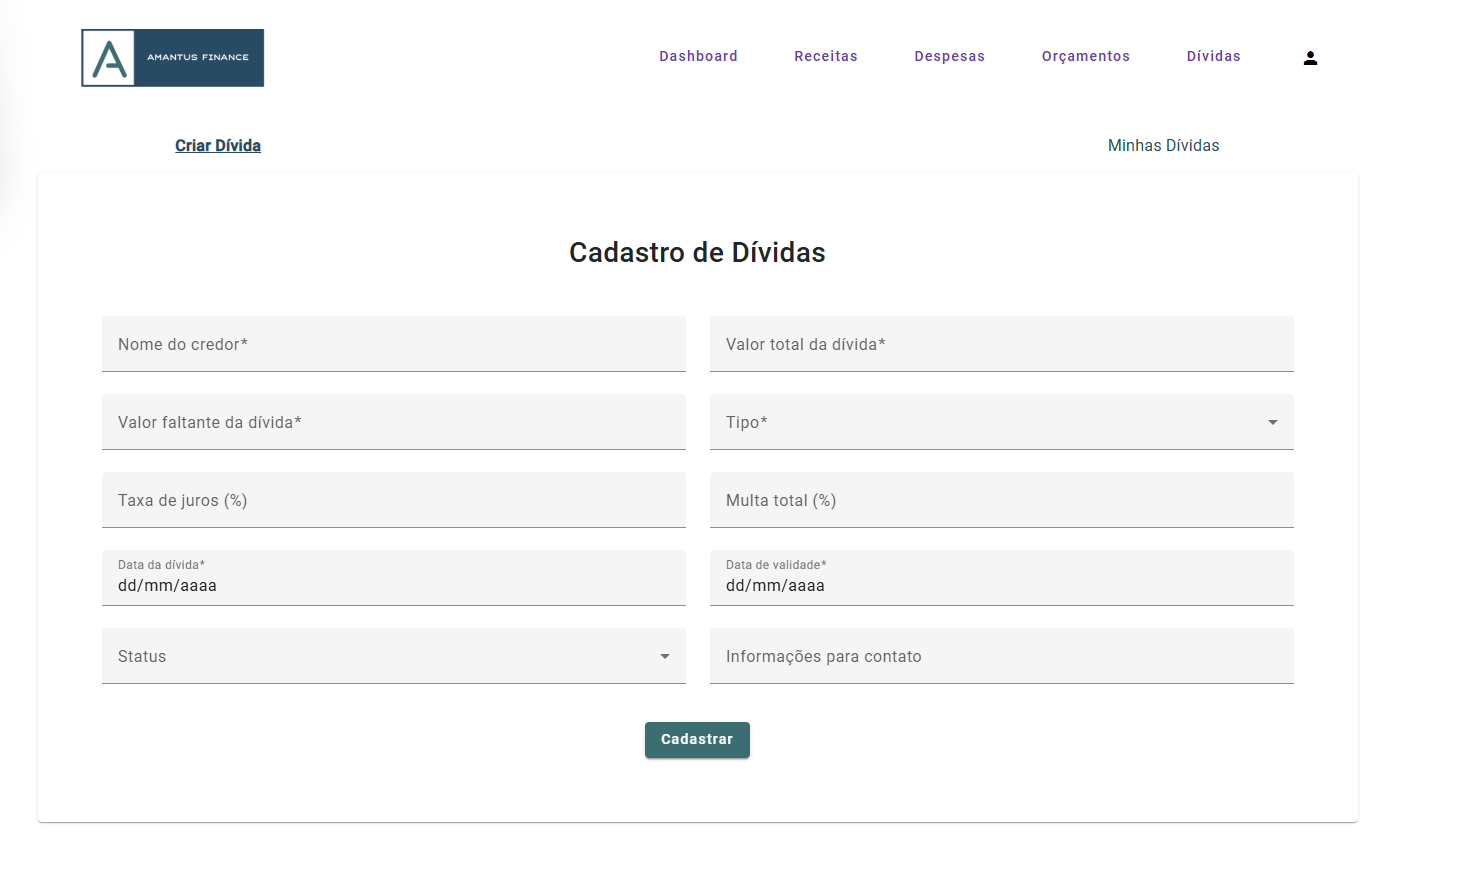 A AMANTUS FINANCE
Dashboard Receitas Despesas Orçamentos Dívidas
Criar Dívida Minhas Dívidas
Cadastro de Dívidas
Nome do credor* Valor total da dívida*
Valor faltante da dívida* Tipo*
Taxa de juros (%) Multa total (%)
Data da dívida* Data de validade*
dd/mm/aaaa dd/mm/aaaa
Status Informações para contato
Cadastrar